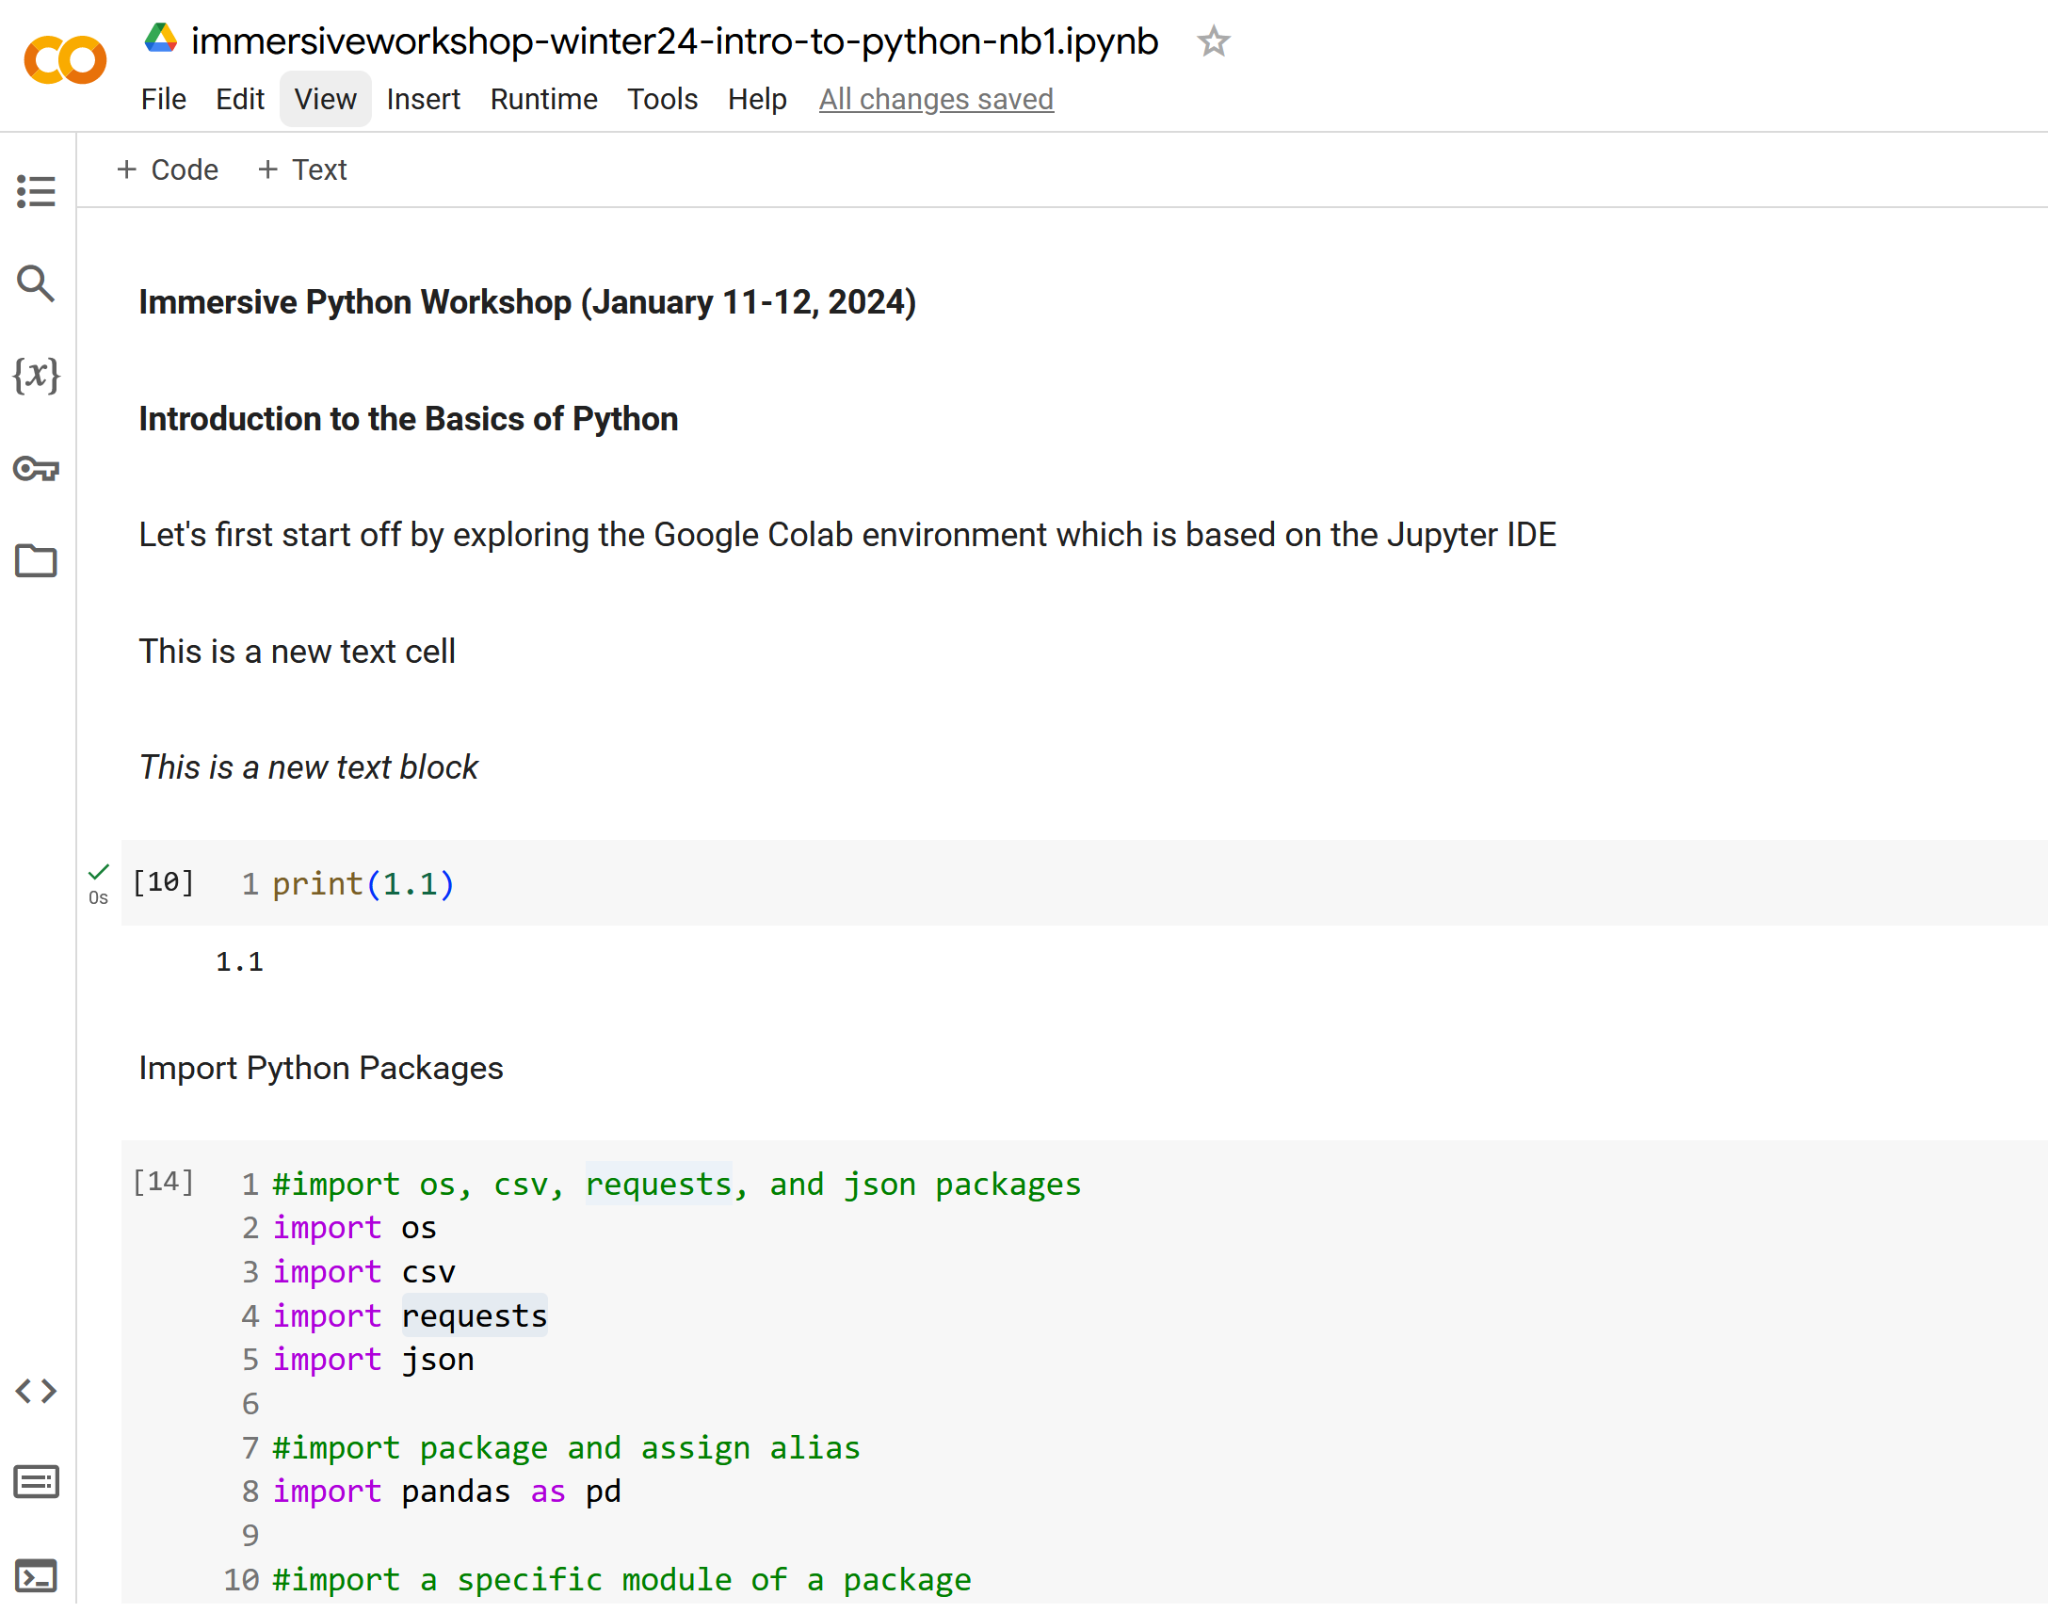 immersiveworkshop-winter24-intro-to-python-nb1.ipynb
File Edit View Insert Runtime Tools Help All changes saved
+ Code + Text
Immersive Python Workshop (January 11-12, 2024)
{x}
Introduction to the Basics of Python
Let's first start off by exploring the Google Colab environment which is based on the Jupyter IDE
This is a new text cell
This is a new text block
[10] 1 print(1.1)
0s
1.1
Import Python Packages
[14] 1 #import os, csv, requests, and json packages
2 import os
3 import csv
4 import requests
5 import json
6
7 #import package and assign alias
8 import pandas as pd
9
10 #import a specific module of a package